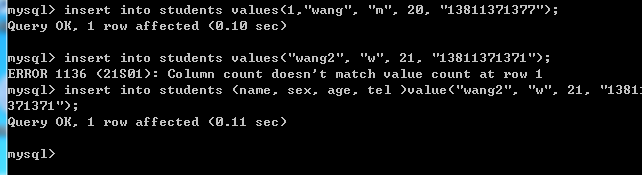 mysql> insert into students values(1,"wang", "m", 20, "13811371377");
Query OK, 1 row affected (0.10 sec)
mysql> insert into students values("wang2", "w", 21, "13811371371");
ERROR 1136 (21S01): Column count doesn't match value count at row 1
mysql> insert into students (name, sex, age, tel )value("wang2", "w", 21, "13811
371371");
Query OK, 1 row affected (0.11 sec)
mysql>